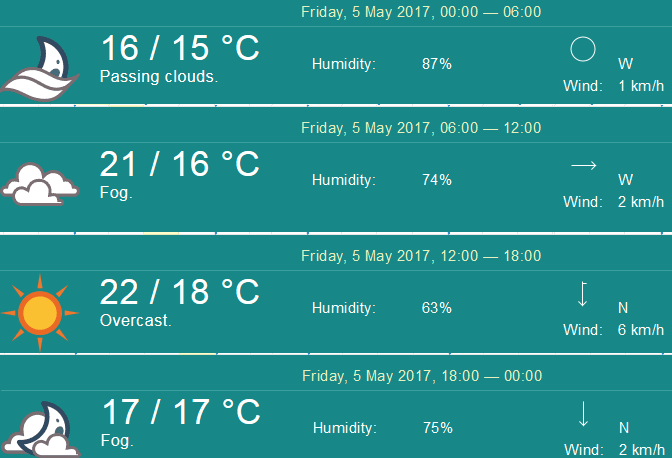 Friday, 5 May 2017, 00:00 — 06:00
16 / 15 °C
Passing clouds.
Humidity: 87%
W
Wind: 1 km/h
Friday, 5 May 2017, 06:00 — 12:00
21 / 16 °C
Fog.
Humidity: 74%
W
Wind: 2 km/h
Friday, 5 May 2017, 12:00 — 18:00
22 / 18 °C
Overcast.
Humidity: 63%
N
Wind: 6 km/h
Friday, 5 May 2017, 18:00 — 00:00
17 / 17 °C
Fog.
Humidity: 75%
N
Wind: 2 km/h